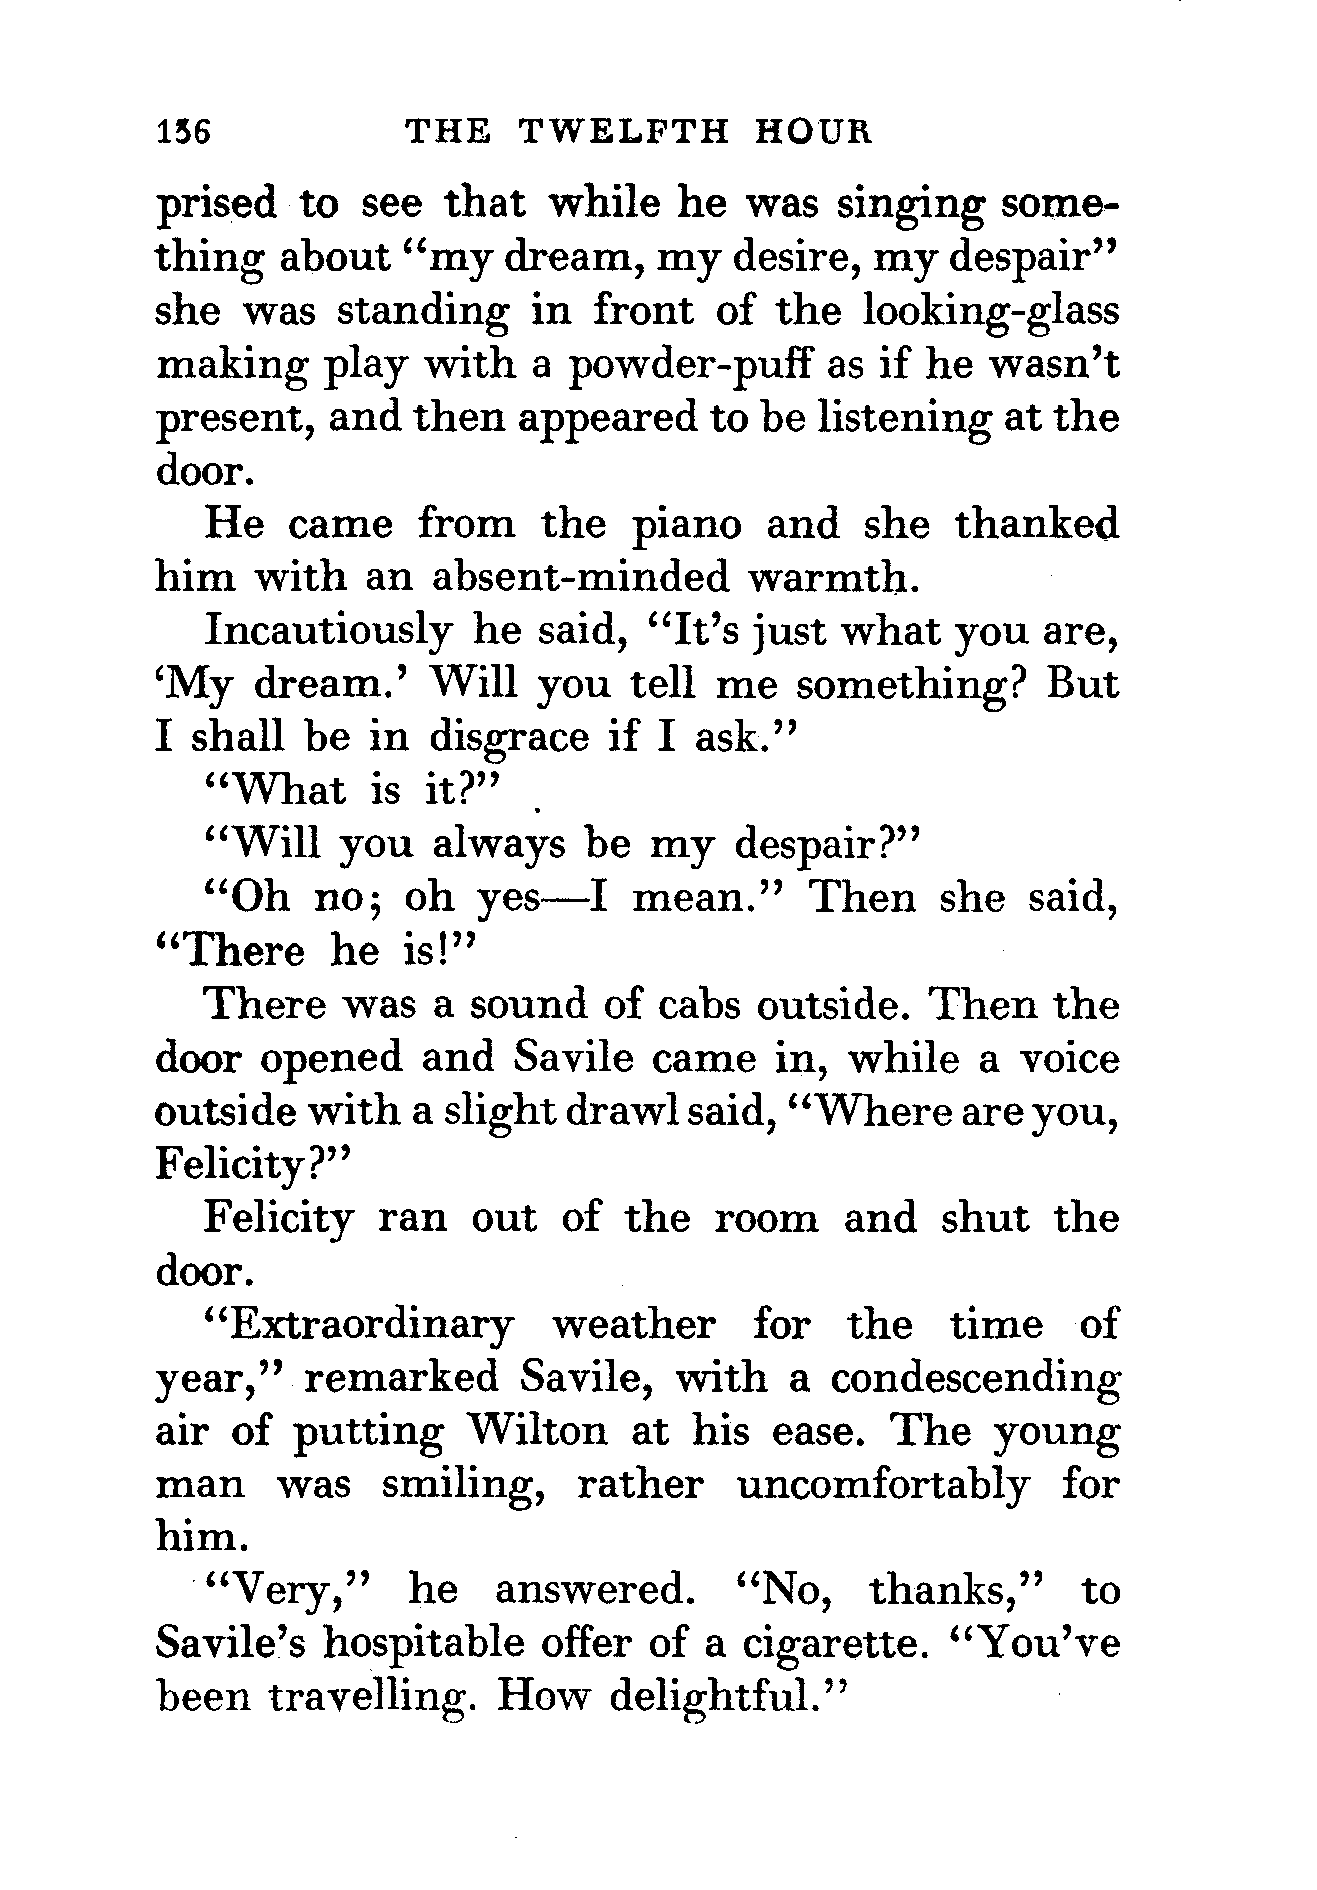 156 THE TWELFTH HOUR
prised to see that while he was singing some-
thing about “my dream, my desire, my despair”
she was standing in front of the looking-glass
making play with a powder-puff as if he wasn’t
present, and then appeared to be listening at the
door.
He came from the piano and she thanked
him with an absent-minded warmth.
Incautiously he said, “It’s just what you are,
‘My dream.’ Will you tell me something? But
I shall be in disgrace if I ask.”
“What is it?”
“Will you always be my despair?”
“Oh no; oh yes—I mean.” Then she said,
“There he is!”
There was a sound of cabs outside. Then the
door opened and Savile came in, while a voice
outside with a slight drawl said, “Where are you,
Felicity?”
Felicity ran out of the room and shut the
door.
“Extraordinary weather for the time of
year,” remarked Savile, with a condescending
air of putting Wilton at his ease. The young
man was smiling, rather uncomfortably for
him.
“Very,” he answered. “No, thanks,” to
Savile’s hospitable offer of a cigarette. “You’ve
been travelling. How delightful.”